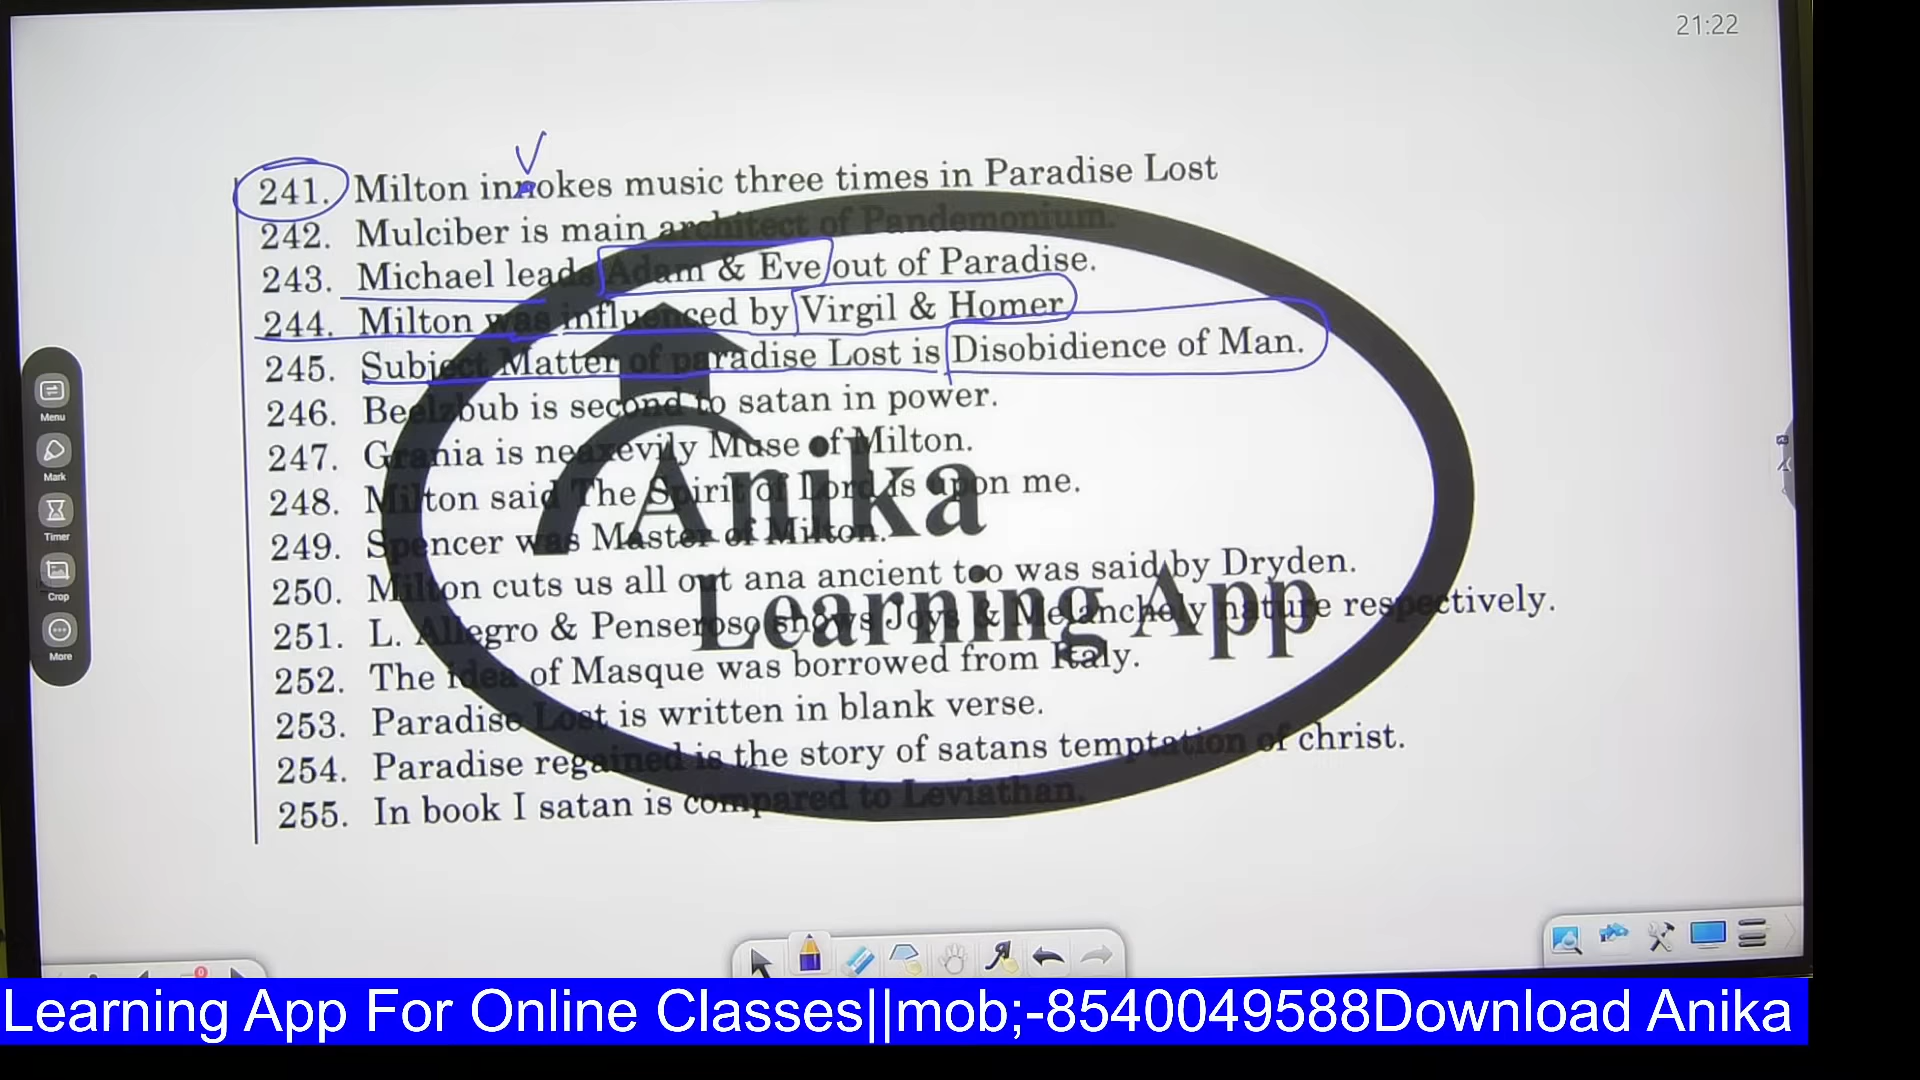 21:22
V
241. Milton innokes music three times in Paradise Lost
242. Mulciber is main architect of Pandemonium.
243. Michael leads Adam & Eve out of Paradise.
244. Milton was influenced by Virgil & Homer
245. Subject Matter of paradise Lost is Disobidience of Man.
246. Beelzbub is second to satan in power.
247. Grania is neaxevily Muse of Milton.
248. Milton said The Spirit of Lord is upon me.
249. Spencer was Master of Milton.
250. Milton cuts us all out ana ancient too was said by Dryden.
251. L. Allegro & Penseroso shows Joys & Melanchely nature respectively.
252. The idea of Masque was borrowed from Italy.
253. Paradise Lost is written in blank verse.
254. Paradise regained is the story of satans temptation of christ.
255. In book I satan is compared to Leviathan.
Anika
Learning App
Menu
Mark
Timer
Crop
More
Learning App For Online Classes||mob;-8540049588Download Anika